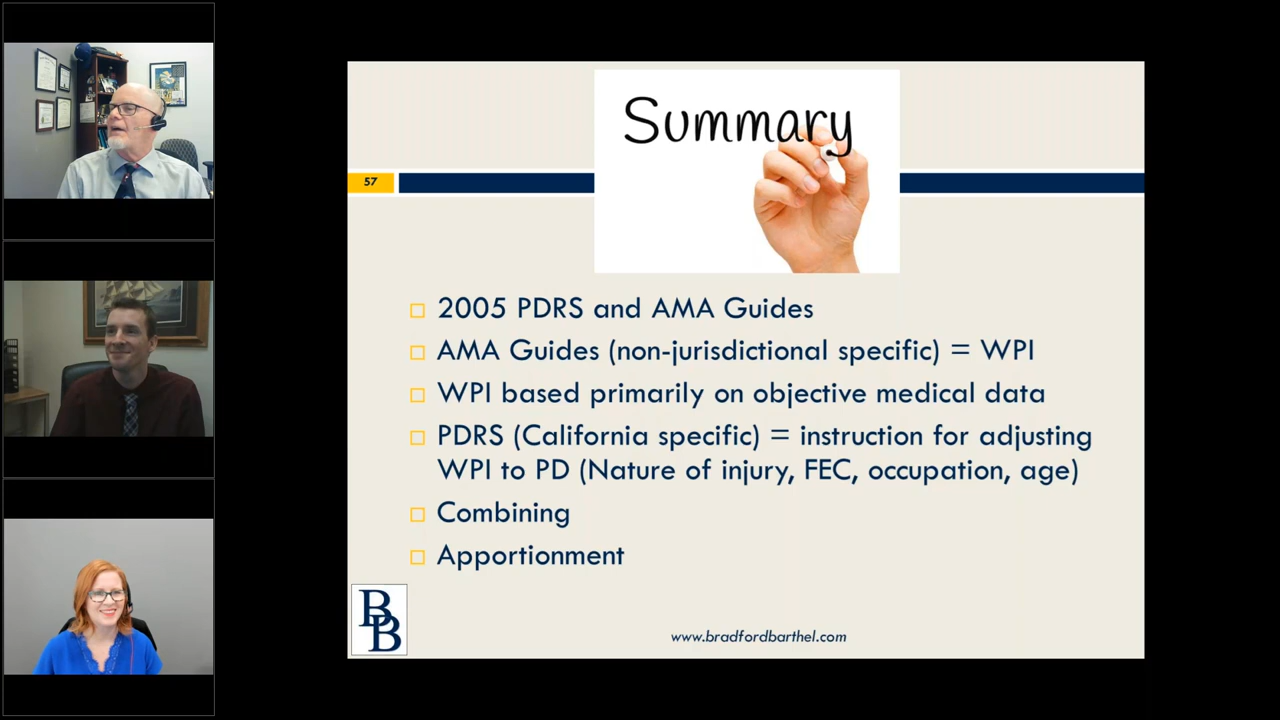 Summary
57
2005 PDRS and AMA Guides
AMA Guides (non-jurisdictional specific) = WPI
WPI based primarily on objective medical data
PDRS (California specific) = instruction for adjusting
WPI to PD (Nature of injury, FEC, occupation, age)
Combining
Apportionment
BB
www.bradfordbarthel.com